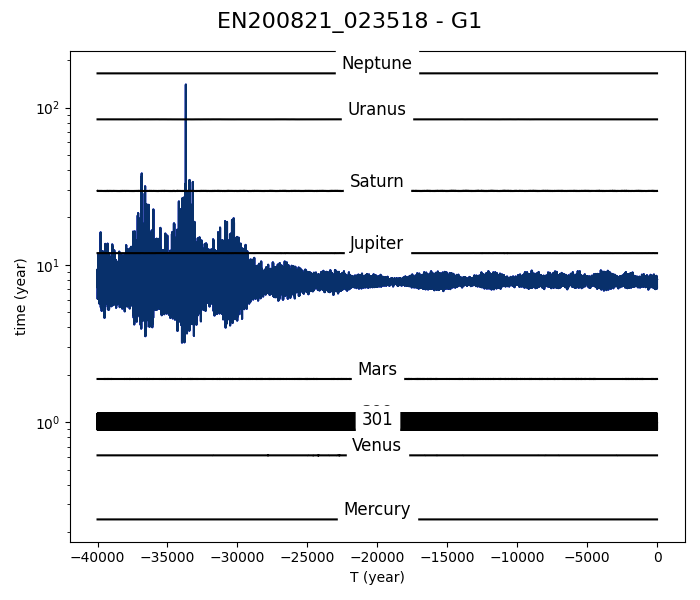 EN200821_023518 - G1
Neptune
10²
Uranus
Saturn
Jupiter
10¹
time (year)
Mars
301
10⁰
Venus
Mercury
−40000 −35000 −30000 −25000 −20000 −15000 −10000 −5000 0
T (year)